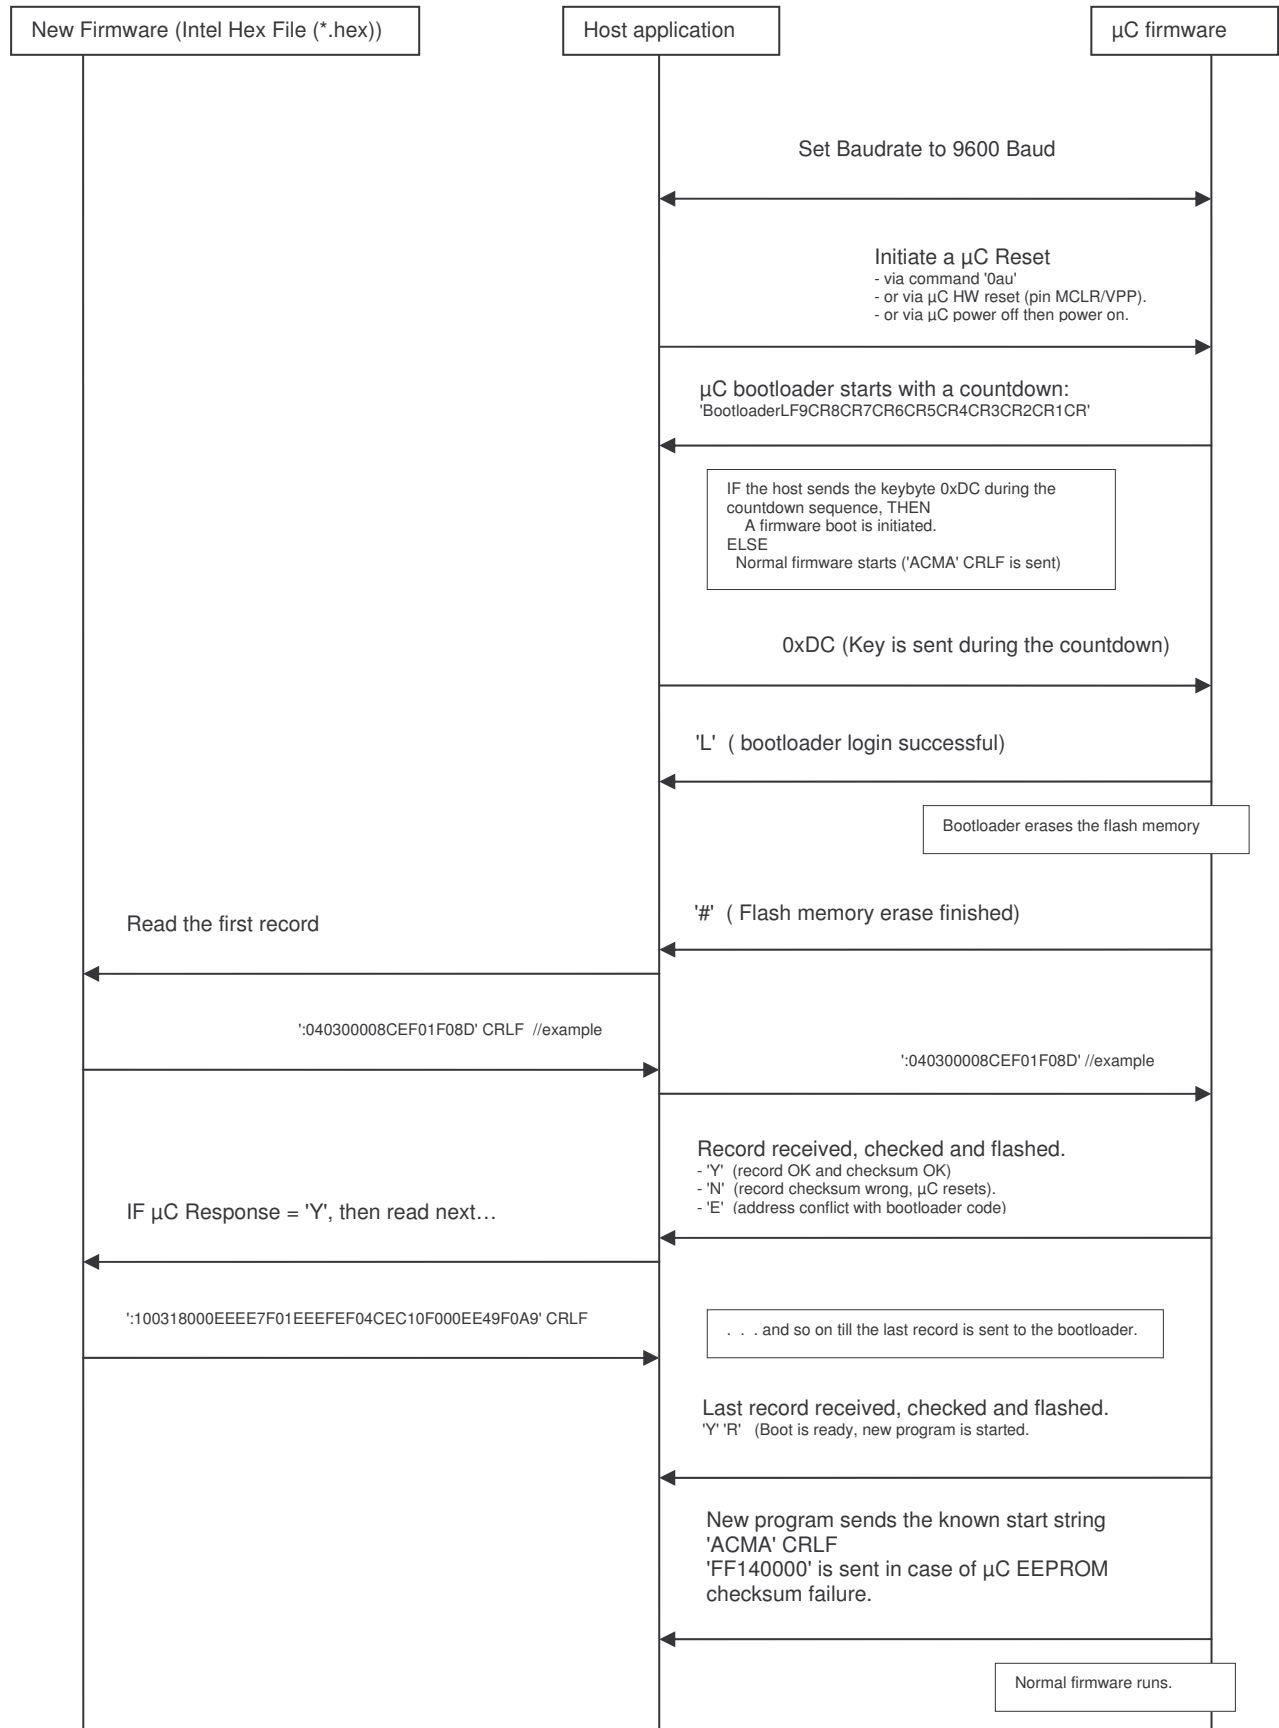 New Firmware (Intel Hex File (*.hex))
Host application
µC firmware
Set Baudrate to 9600 Baud
Initiate a µC Reset
- via command '0au'
- or via µC HW reset (pin MCLR/VPP).
- or via µC power off then power on.
µC bootloader starts with a countdown:
'BootloaderLF9CR8CR7CR6CR5CR4CR3CR2CR1CR'
IF the host sends the keybyte 0xDC during the
countdown sequence, THEN
A firmware boot is initiated.
ELSE
Normal firmware starts ('ACMA' CRLF is sent)
0xDC (Key is sent during the countdown)
'L' ( bootloader login successful)
Bootloader erases the flash memory
'#' ( Flash memory erase finished)
Read the first record
':040300008CEF01F08D' CRLF //example
':040300008CEF01F08D' //example
Record received, checked and flashed.
- 'Y' (record OK and checksum OK)
- 'N' (record checksum wrong, µC resets).
- 'E' (address conflict with bootloader code)
IF µC Response = 'Y', then read next…
':100318000EEEE7F01EEEFEF04CEC10F000EE49F0A9' CRLF
. . . and so on till the last record is sent to the bootloader.
Last record received, checked and flashed.
'Y' 'R' (Boot is ready, new program is started.
New program sends the known start string
'ACMA' CRLF
'FF140000' is sent in case of µC EEPROM
checksum failure.
Normal firmware runs.